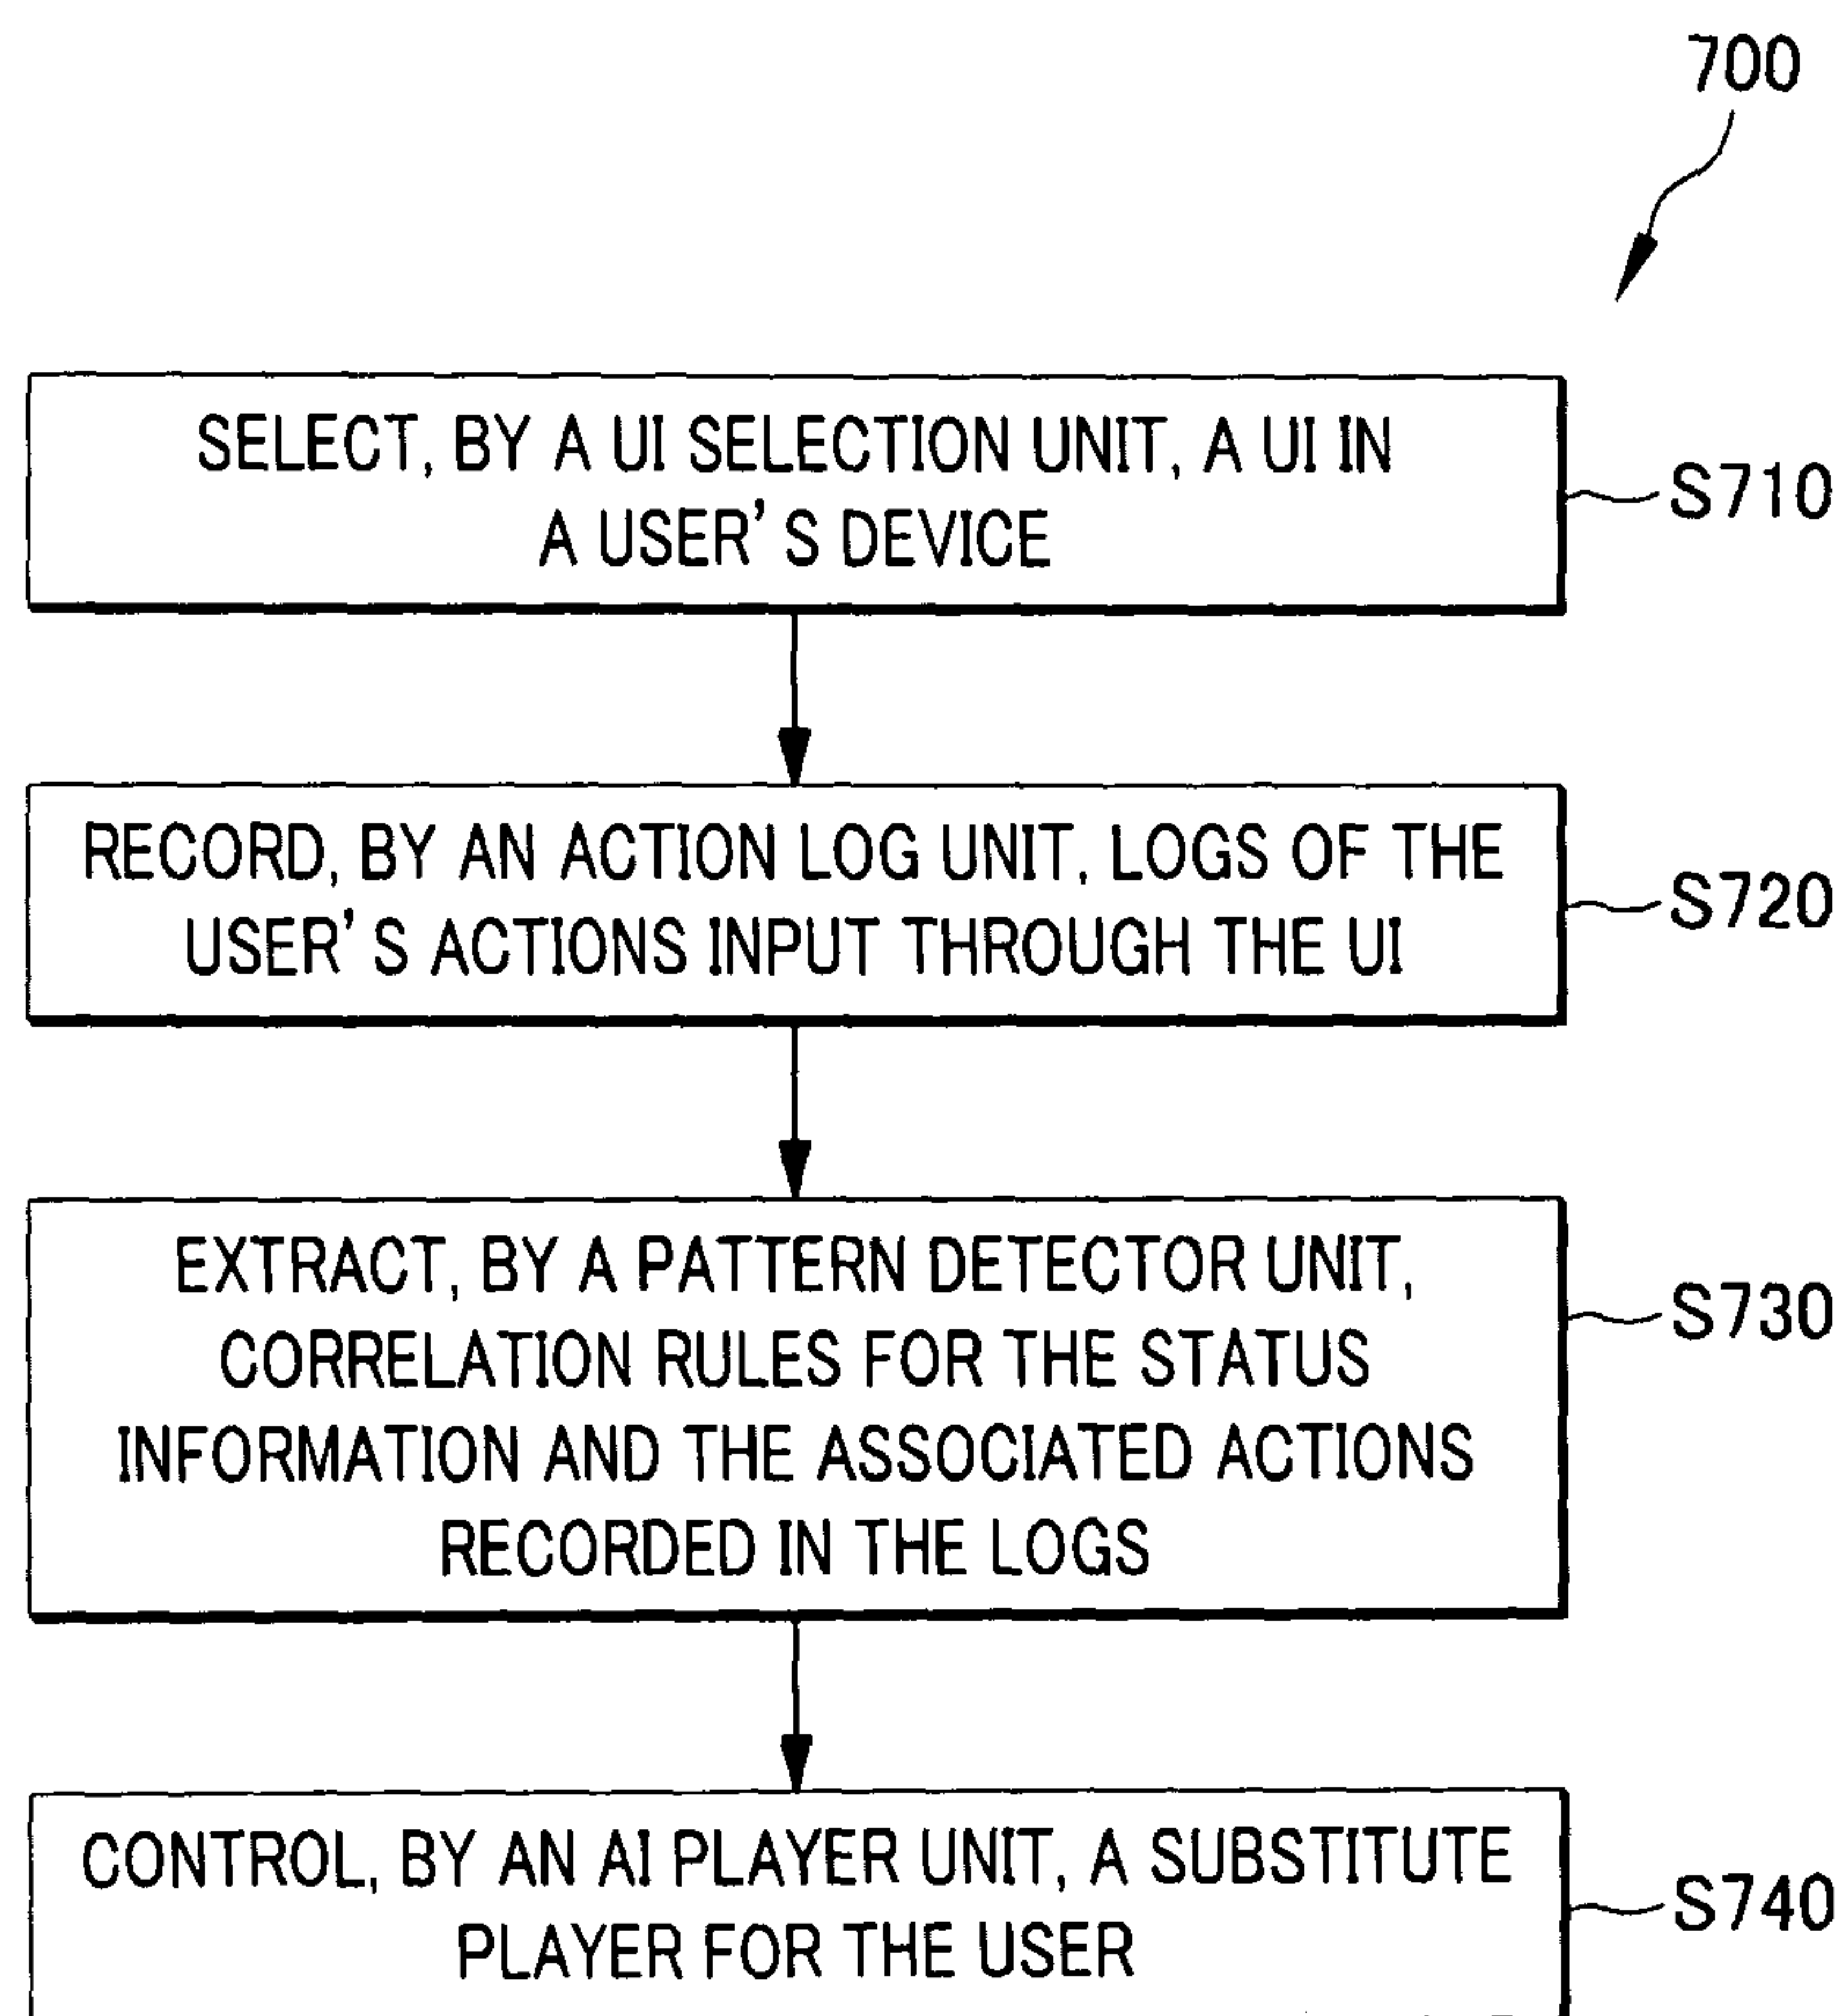 700
SELECT, BY A UI SELECTION UNIT, A UI IN
A USER'S DEVICE
S710
RECORD, BY AN ACTION LOG UNIT, LOGS OF THE
USER'S ACTIONS INPUT THROUGH THE UI
S720
EXTRACT, BY A PATTERN DETECTOR UNIT,
CORRELATION RULES FOR THE STATUS
INFORMATION AND THE ASSOCIATED ACTIONS
RECORDED IN THE LOGS
S730
CONTROL, BY AN AI PLAYER UNIT, A SUBSTITUTE
PLAYER FOR THE USER
S740